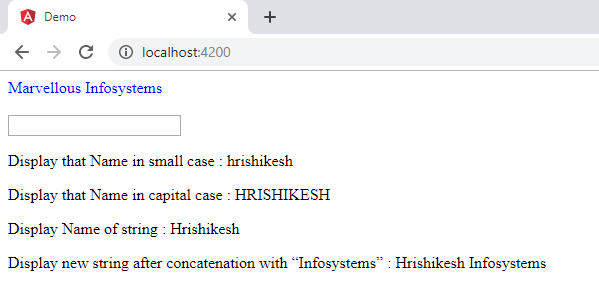 Demo
localhost:4200
Marvellous Infosystems
Display that Name in small case : hrishikesh
Display that Name in capital case : HRISHIKESH
Display Name of string : Hrishikesh
Display new string after concatenation with “Infosystems” : Hrishikesh Infosystems